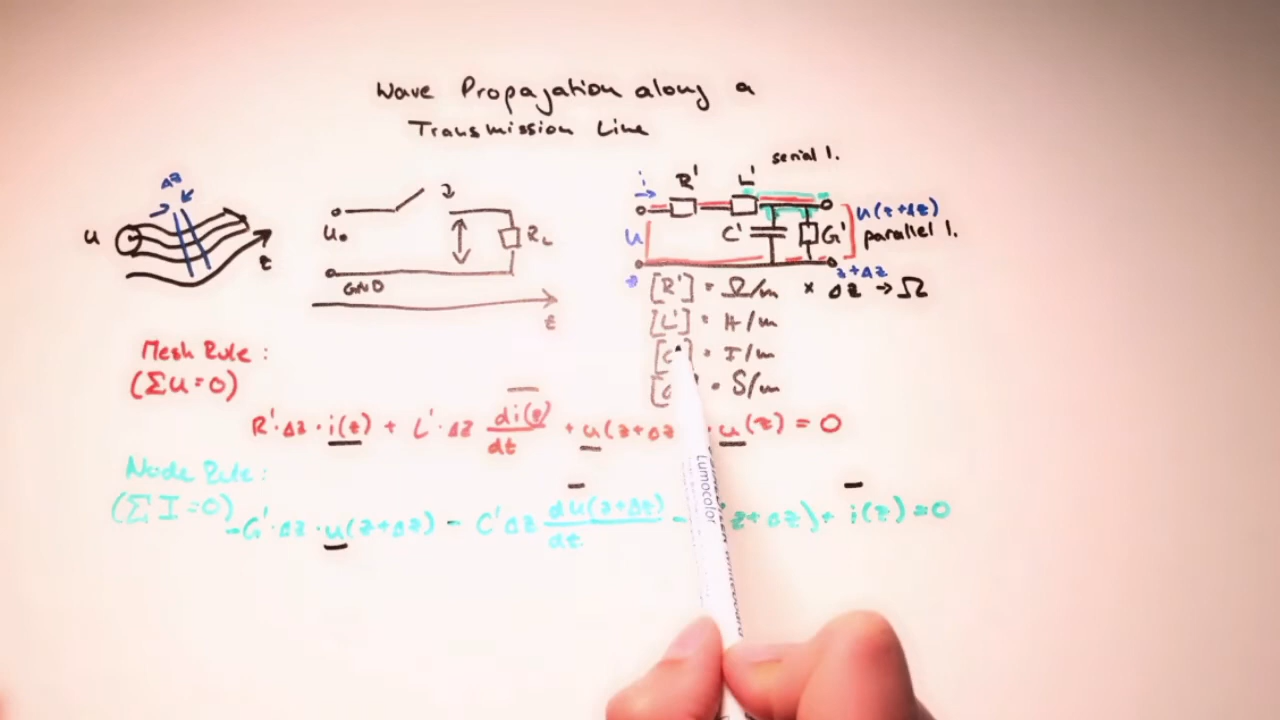 Wave Propagation along a
Transmission Line
Δz
u
z
U₀
GND
R_L
z
serial l.
i
R'
L'
u
C'
G'
u(z+Δz)
parallel l.
z
z+Δz
[R'] = Ω/m × Δz → Ω
[L'] = H/m
[C'] = I/m
= S/m
Mesh Rule:
(ΣU=0)
R'·Δz·i(z) + L'·Δz di(z)/dt + u(z+Δz u(z) = 0
Node Rule:
(ΣI=0)
-G'·Δz·u(z+Δz) - C'Δz du(z+Δz)/dt - z+Δz) + i(z) = 0
Lumocolor